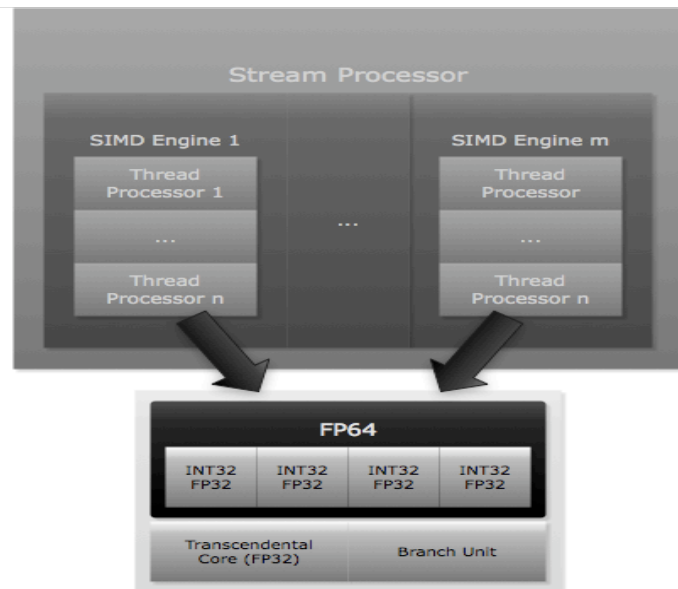 Stream Processor
SIMD Engine 1
Thread
Processor 1
...
Thread
Processor n
...
SIMD Engine m
Thread
Processor
...
Thread
Processor n
FP64
INT32
FP32
INT32
FP32
INT32
FP32
INT32
FP32
Transcendental
Core (FP32)
Branch Unit